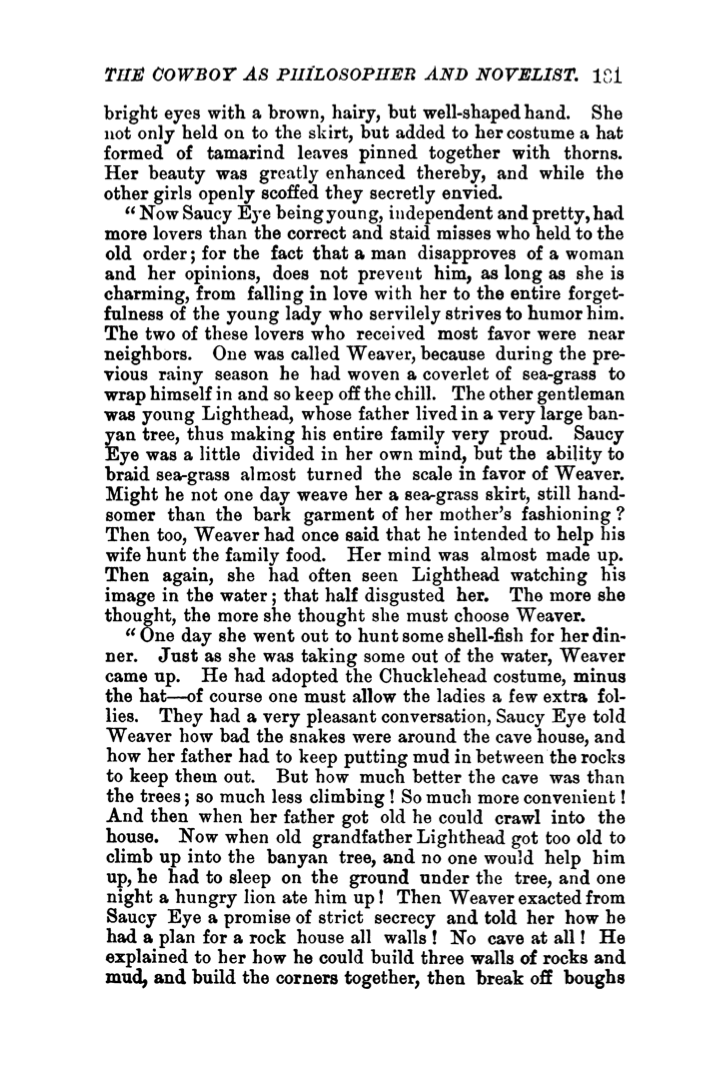 THE COWBOY AS PHILOSOPHER AND NOVELIST. 181
bright eyes with a brown, hairy, but well-shaped hand. She
not only held on to the skirt, but added to her costume a hat
formed of tamarind leaves pinned together with thorns.
Her beauty was greatly enhanced thereby, and while the
other girls openly scoffed they secretly envied.
"Now Saucy Eye being young, independent and pretty, had
more lovers than the correct and staid misses who held to the
old order; for the fact that a man disapproves of a woman
and her opinions, does not prevent him, as long as she is
charming, from falling in love with her to the entire forget-
fulness of the young lady who servilely strives to humor him.
The two of these lovers who received most favor were near
neighbors. One was called Weaver, because during the pre-
vious rainy season he had woven a coverlet of sea-grass to
wrap himself in and so keep off the chill. The other gentleman
was young Lighthead, whose father lived in a very large ban-
yan tree, thus making his entire family very proud. Saucy
Eye was a little divided in her own mind, but the ability to
braid sea-grass almost turned the scale in favor of Weaver.
Might he not one day weave her a sea-grass skirt, still hand-
somer than the bark garment of her mother's fashioning?
Then too, Weaver had once said that he intended to help his
wife hunt the family food. Her mind was almost made up.
Then again, she had often seen Lighthead watching his
image in the water; that half disgusted her. The more she
thought, the more she thought she must choose Weaver.
"One day she went out to hunt some shell-fish for her din-
ner. Just as she was taking some out of the water, Weaver
came up. He had adopted the Chucklehead costume, minus
the hat—of course one must allow the ladies a few extra fol-
lies. They had a very pleasant conversation, Saucy Eye told
Weaver how bad the snakes were around the cave house, and
how her father had to keep putting mud in between the rocks
to keep them out. But how much better the cave was than
the trees; so much less climbing! So much more convenient!
And then when her father got old he could crawl into the
house. Now when old grandfather Lighthead got too old to
climb up into the banyan tree, and no one would help him
up, he had to sleep on the ground under the tree, and one
night a hungry lion ate him up! Then Weaver exacted from
Saucy Eye a promise of strict secrecy and told her how he
had a plan for a rock house all walls! No cave at all! He
explained to her how he could build three walls of rocks and
mud, and build the corners together, then break off boughs